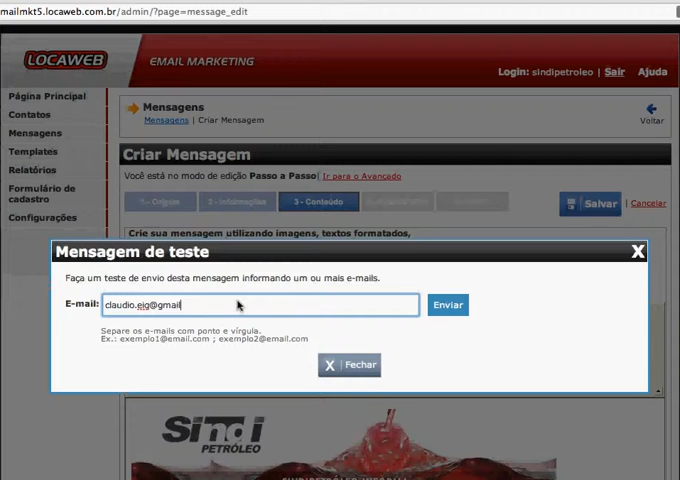 mailmkt5.locaweb.com.br/admin/?page=message_edit
LOCAWEB
EMAIL MARKETING
Login: sindipetroleo | Sair Ajuda
Página Principal
Contatos
Mensagens
Templates
Relatórios
Formulário de
cadastro
Configurações
Mensagens
Mensagens | Criar Mensagem
Voltar
Criar Mensagem
Você está no modo de edição Passo a Passo| Ir para o Avançado
1 - Origem
2 - Informações
3 - Conteúdo
Salvar
Cancelar
Crie sua mensagem utilizando imagens, textos formatados,
Mensagem de teste
X
Faça um teste de envio desta mensagem informando um ou mais e-mails.
E-mail:
claudio.eig@gmail
Enviar
Separe os e-mails com ponto e vírgula.
Ex.: exemplo1@email.com ; exemplo2@email.com
X | Fechar
Sindi
PETRÓLEO